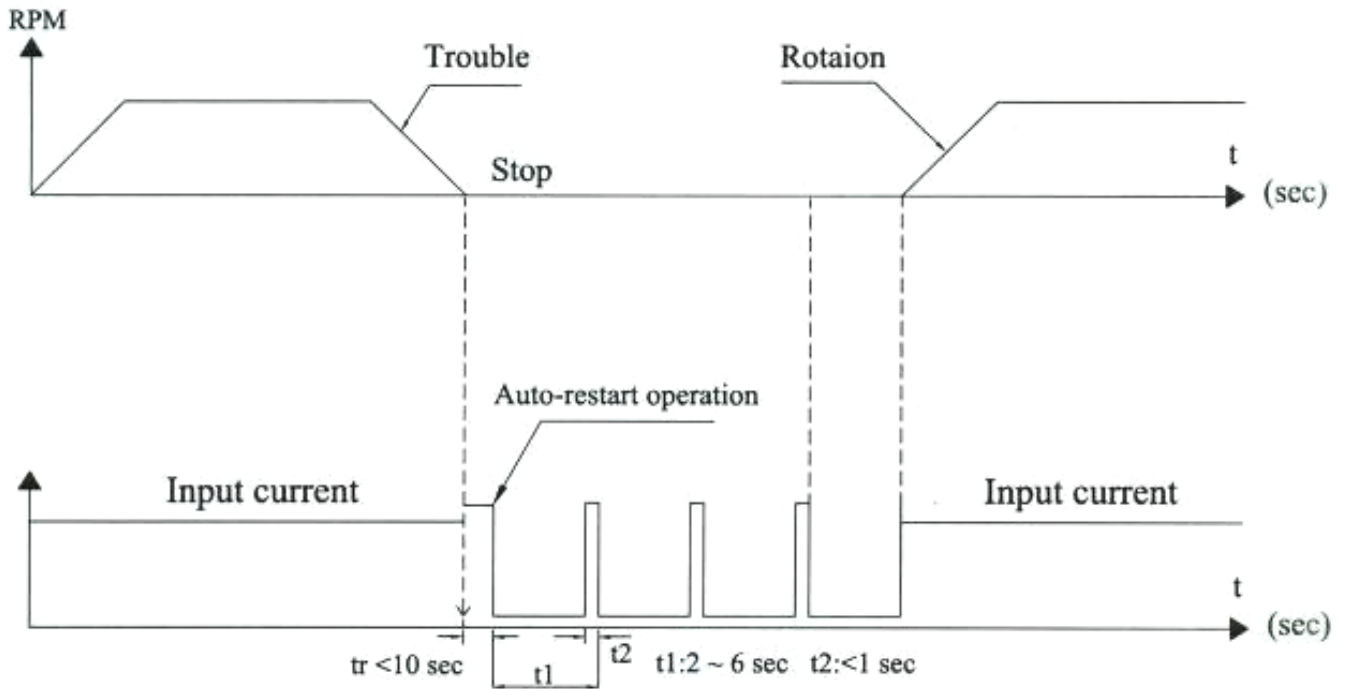 RPM
Trouble
Rotaion
Stop
t
(sec)
Auto-restart operation
Input current
Input current
t
(sec)
tr <10 sec
t1
t2
t1:2 ~ 6 sec
t2:<1 sec